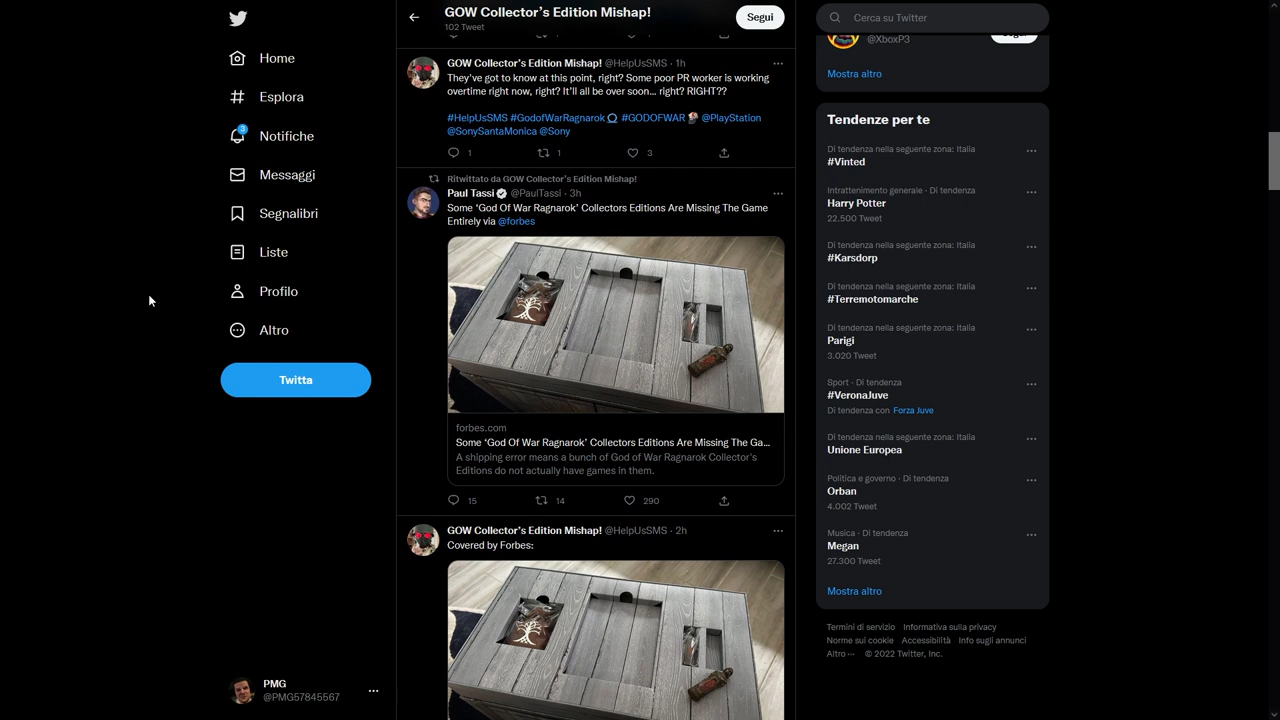 Home
Esplora
3
Notifiche
Messaggi
Segnalibri
Liste
Profilo
Altro
Twitta
PMG
@PMG57845567
GOW Collector’s Edition Mishap!
102 Tweet
Segui
GOW Collector’s Edition Mishap! @HelpUsSMS · 1h
They’ve got to know at this point, right? Some poor PR worker is working
overtime right now, right? It’ll all be over soon... right? RIGHT??
#HelpUsSMS #GodofWarRagnarok #GODOFWAR @PlayStation
@SonySantaMonica @Sony
1 1 3
Ritwittato da GOW Collector’s Edition Mishap!
Paul Tassi @PaulTassi · 3h
Some ‘God Of War Ragnarok’ Collectors Editions Are Missing The Game
Entirely via @forbes
forbes.com
Some ‘God Of War Ragnarok’ Collectors Editions Are Missing The Ga...
A shipping error means a bunch of God of War Ragnarok Collector’s
Editions do not actually have games in them.
15 14 290
GOW Collector’s Edition Mishap! @HelpUsSMS · 2h
Covered by Forbes:
Cerca su Twitter
@XboxP3
Mostra altro
Tendenze per te
Di tendenza nella seguente zona: Italia
#Vinted
Intrattenimento generale · Di tendenza
Harry Potter
22.500 Tweet
Di tendenza nella seguente zona: Italia
#Karsdorp
Di tendenza nella seguente zona: Italia
#Terremotomarche
Di tendenza nella seguente zona: Italia
Parigi
3.020 Tweet
Sport · Di tendenza
#VeronaJuve
Di tendenza con Forza Juve
Di tendenza nella seguente zona: Italia
Unione Europea
Politica e governo · Di tendenza
Orban
4.002 Tweet
Musica · Di tendenza
Megan
27.300 Tweet
Mostra altro
Termini di servizio Informativa sulla privacy
Norme sui cookie Accessibilità Info sugli annunci
Altro ··· © 2022 Twitter, Inc.